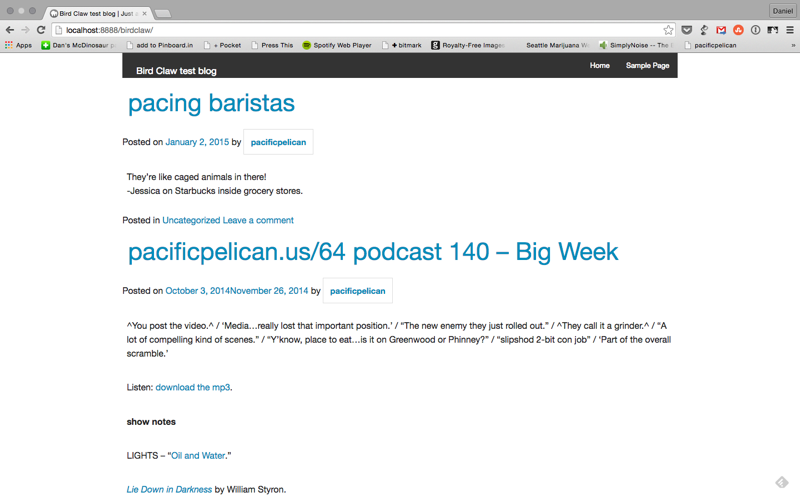 Bird Claw test blog | Just a
Daniel
localhost:8888/birdclaw/
Apps Dan's McDinosaur add to Pinboard.in + Pocket Press This Spotify Web Player bitmark Royalty-Free Images Seattle Marijuana SimplyNoise -- The pacificpelican »
Bird Claw test blog Home Sample Page
pacing baristas
Posted on January 2, 2015 by pacificpelican
They're like caged animals in there!
-Jessica on Starbucks inside grocery stores.
Posted in Uncategorized Leave a comment
pacificpelican.us/64 podcast 140 – Big Week
Posted on October 3, 2014November 26, 2014 by pacificpelican
^You post the video.^ / 'Media…really lost that important position.' / "The new enemy they just rolled out." / ^They call it a grinder.^ / "A
lot of compelling kind of scenes." / "Y'know, place to eat…is it on Greenwood or Phinney?" / "slipshod 2-bit con job" / 'Part of the overall
scramble.'
Listen: download the mp3.
show notes
LIGHTS – "Oil and Water."
Lie Down in Darkness by William Styron.